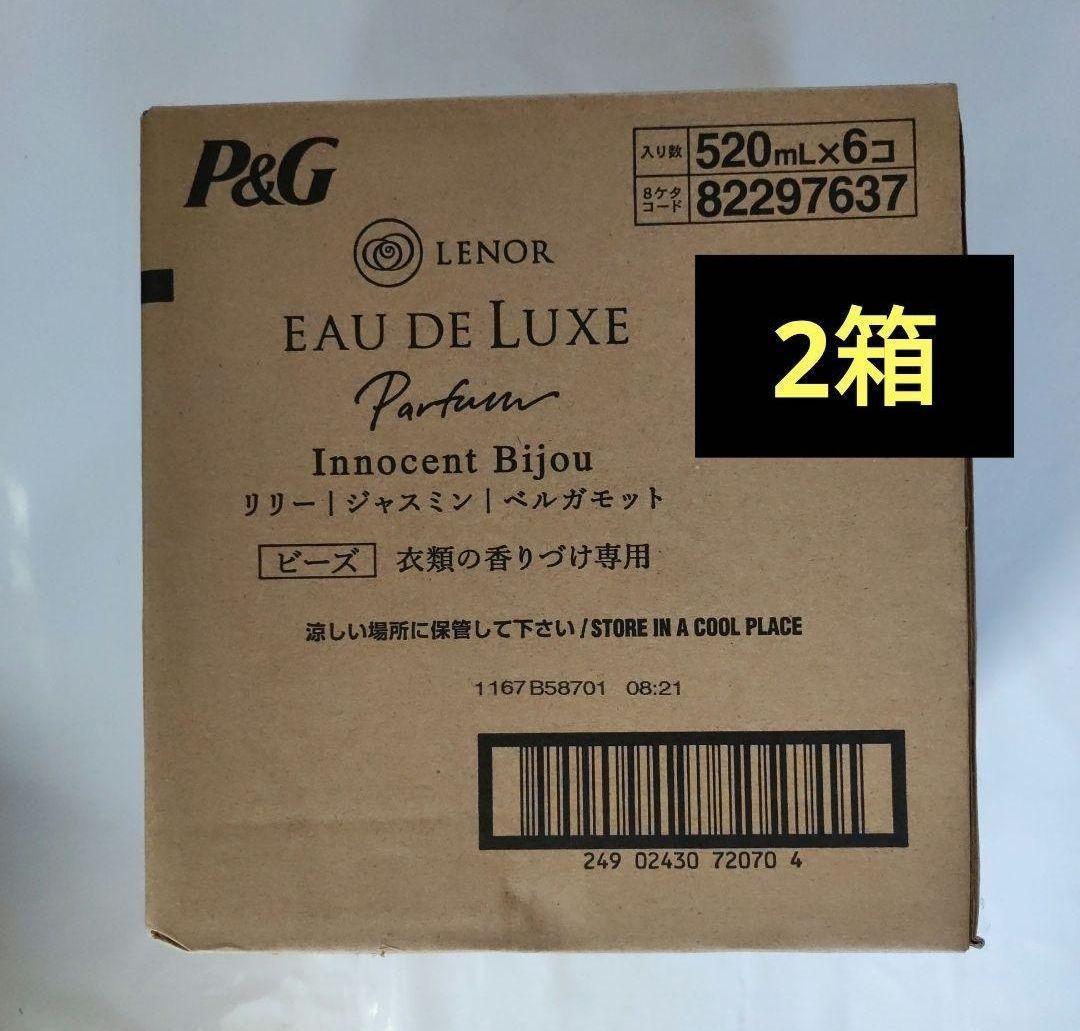 P&G
入り数 520mL×6コ
8ケタコード 82297637
LENOR
EAU DE LUXE
Parfum
2箱
Innocent Bijou
リリー|ジャスミン|ベルガモット
ビーズ 衣類の香りづけ専用
涼しい場所に保管して下さい/STORE IN A COOL PLACE
1167B58701 08:21
249 02430 72070 4